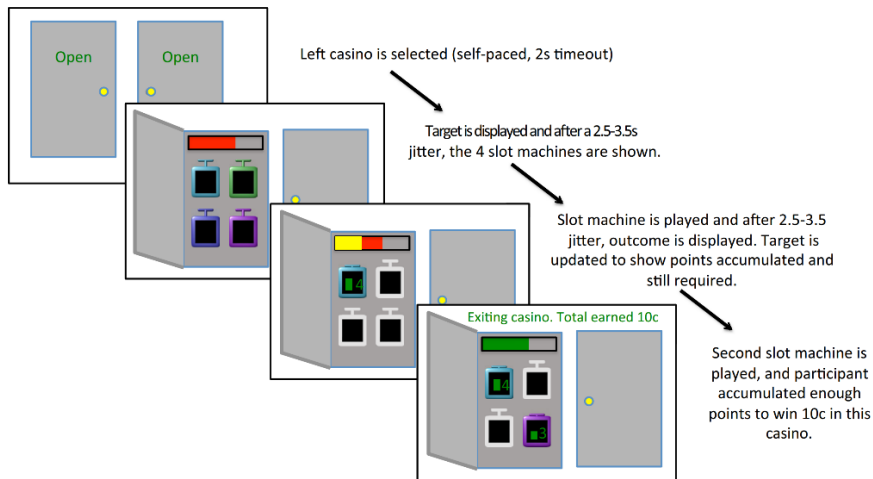 Open
Open
Left casino is selected (self-paced, 2s timeout)
Target is displayed and after a 2.5-3.5s
jitter, the 4 slot machines are shown.
4
Slot machine is played and after 2.5-3.5
jitter, outcome is displayed. Target is
updated to show points accumulated and
still required.
Exiting casino. Total earned 10c
4
3
Second slot machine is
played, and participant
accumulated enough
points to win 10c in this
casino.